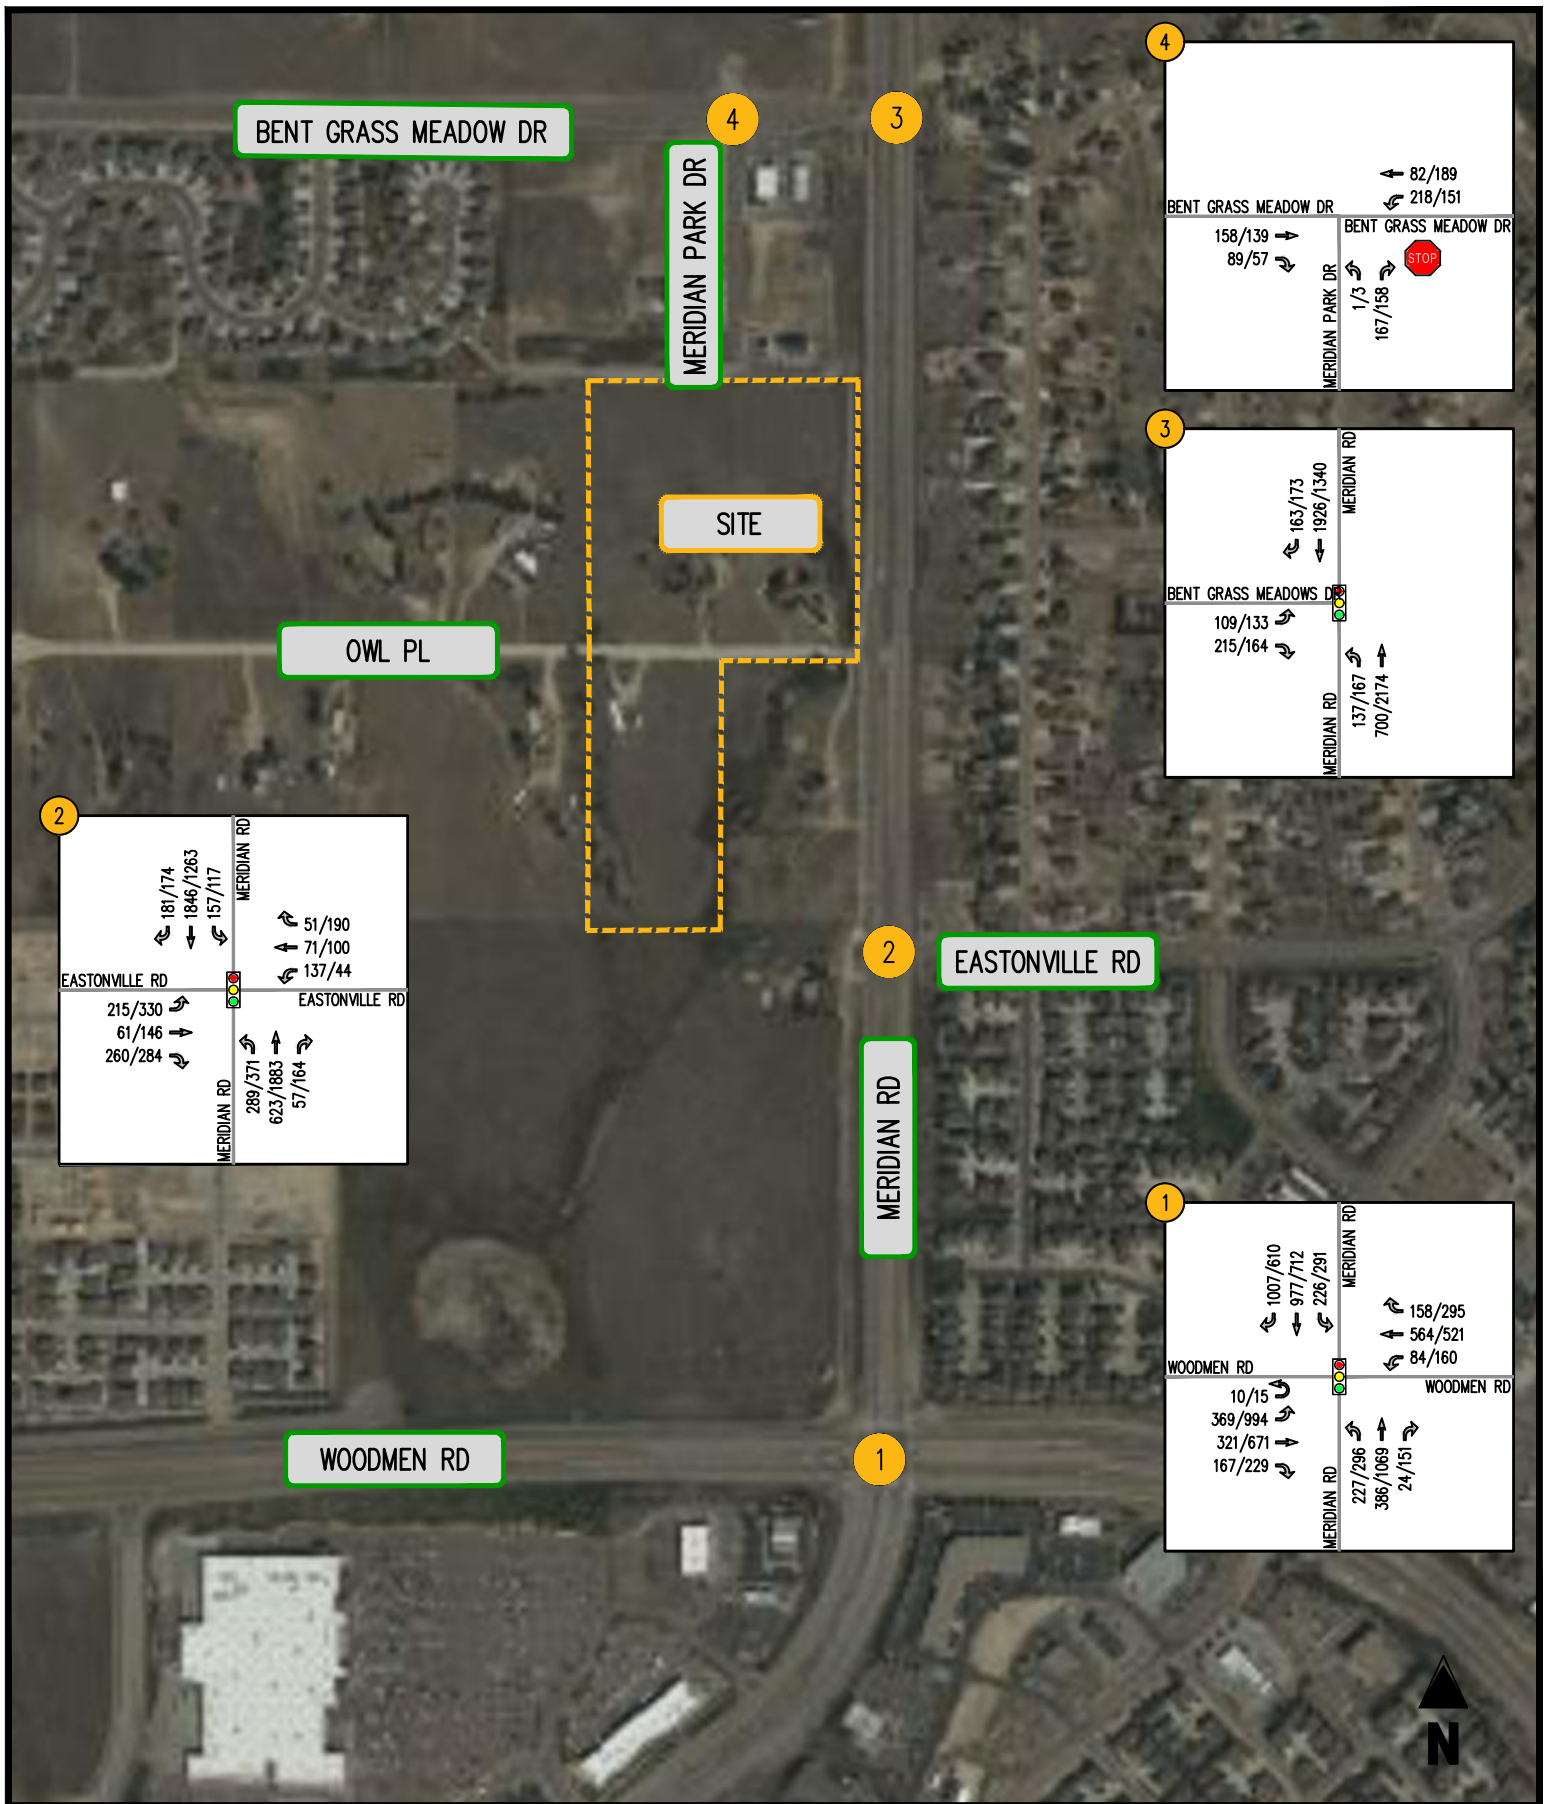 4
82/189
218/151
BENT GRASS MEADOW DR
BENT GRASS MEADOW DR
158/139
89/57
STOP
MERIDIAN PARK DR
1/3
167/158
BENT GRASS MEADOW DR
4
3
MERIDIAN PARK DR
3
MERIDIAN RD
163/173
1926/1340
BENT GRASS MEADOWS DR
109/133
215/164
MERIDIAN RD
137/167
700/2174
SITE
OWL PL
2
MERIDIAN RD
181/174
1846/1263
157/117
51/190
71/100
137/44
EASTONVILLE RD
EASTONVILLE RD
215/330
61/146
260/284
MERIDIAN RD
289/371
623/1883
57/164
2
EASTONVILLE RD
MERIDIAN RD
1
MERIDIAN RD
1007/610
977/712
226/291
158/295
564/521
84/160
WOODMEN RD
WOODMEN RD
10/15
369/994
321/671
167/229
MERIDIAN RD
227/296
386/1069
24/151
WOODMEN RD
1
N